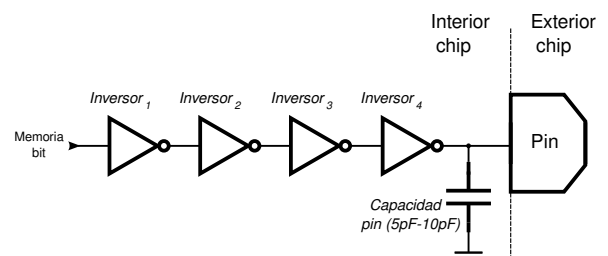 Interior
chip
Exterior
chip
Inversor 1
Inversor 2
Inversor 3
Inversor 4
Memoria
bit
Pin
Capacidad
pin (5pF-10pF)